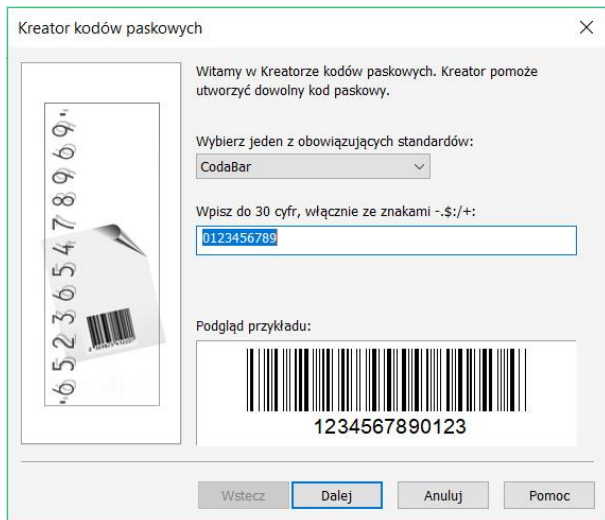 Kreator kodów paskowych
Witamy w Kreatorze kodów paskowych. Kreator pomoże
utworzyć dowolny kod paskowy.
Wybierz jeden z obowiązujących standardów:
CodaBar
Wpisz do 30 cyfr, włącznie ze znakami -.$:/+:
0123456789
Podgląd przykładu:
1234567890123
Wstecz Dalej Anuluj Pomoc